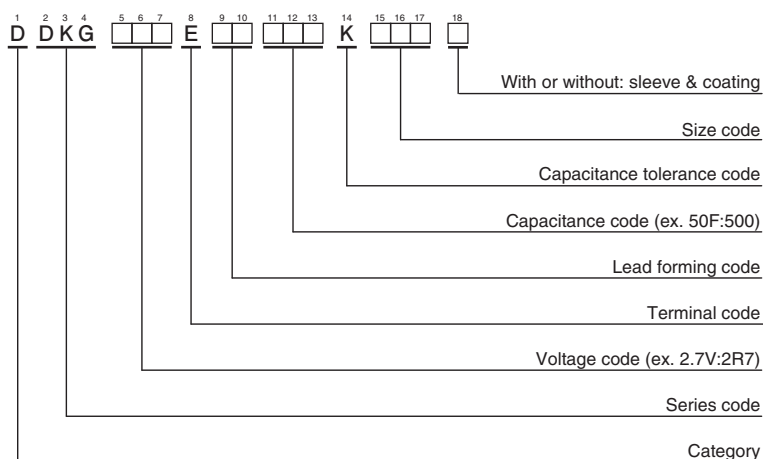 1 2 3 4 5 6 7 8 9 10 11 12 13 14 15 16 17 18
D DKG □□□ E □□ □□□ K □□□ □
With or without: sleeve & coating
Size code
Capacitance tolerance code
Capacitance code (ex. 50F:500)
Lead forming code
Terminal code
Voltage code (ex. 2.7V:2R7)
Series code
Category